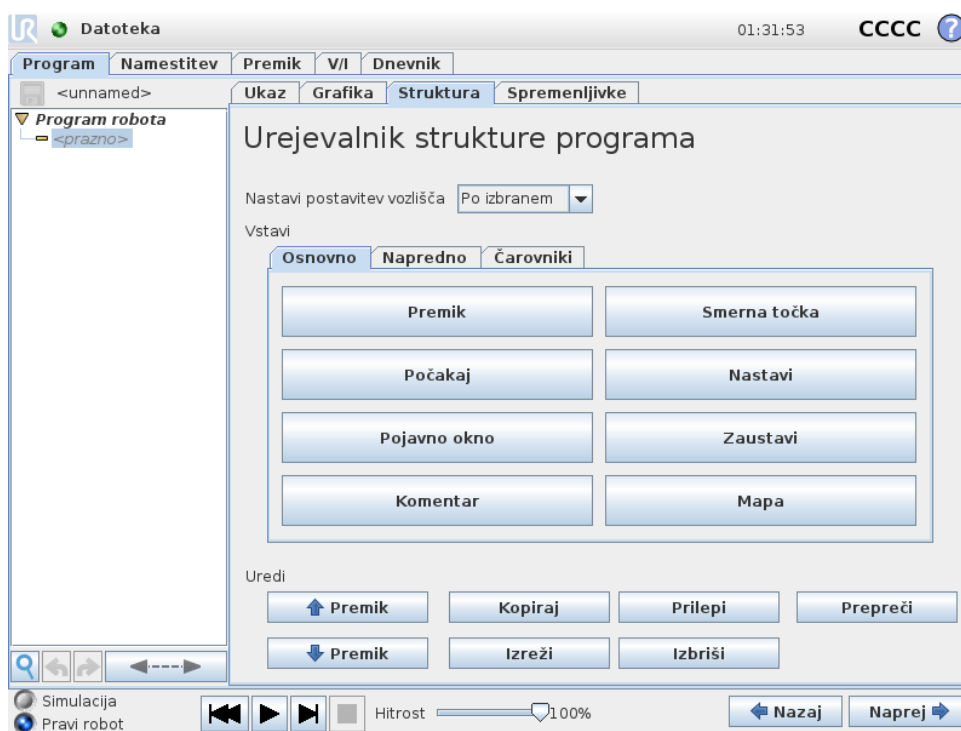 UR Datoteka 01:31:53 CCCC ?
Program Namestitev Premik V/I Dnevnik
<unnamed> Ukaz Grafika Struktura Spremenljivke
Program robota
<prazno>
Urejevalnik strukture programa
Nastavi postavitev vozlišča Po izbranem
Vstavi
Osnovno Napredno Čarovniki
Premik Smerna točka
Počakaj Nastavi
Pojavno okno Zaustavi
Komentar Mapa
Uredi
Premik Kopiraj Prilepi Prepreči
Premik Izreži Izbriši
Simulacija
Pravi robot
Hitrost 100%
Nazaj Naprej